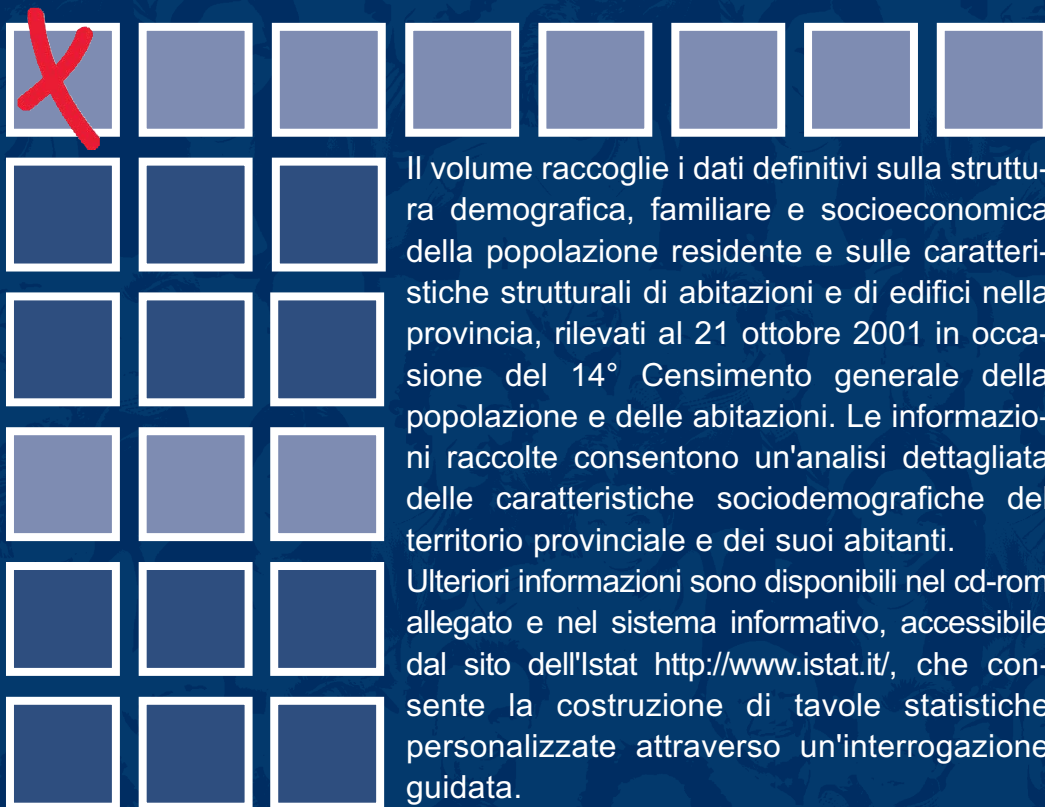 Il volume raccoglie i dati definitivi sulla struttu-
ra demografica, familiare e socioeconomica
della popolazione residente e sulle caratteri-
stiche strutturali di abitazioni e di edifici nella
provincia, rilevati al 21 ottobre 2001 in occa-
sione del 14° Censimento generale della
popolazione e delle abitazioni. Le informazio-
ni raccolte consentono un'analisi dettagliata
delle caratteristiche sociodemografiche del
territorio provinciale e dei suoi abitanti.
Ulteriori informazioni sono disponibili nel cd-rom
allegato e nel sistema informativo, accessibile
dal sito dell'Istat http://www.istat.it/, che con-
sente la costruzione di tavole statistiche
personalizzate attraverso un'interrogazione
guidata.